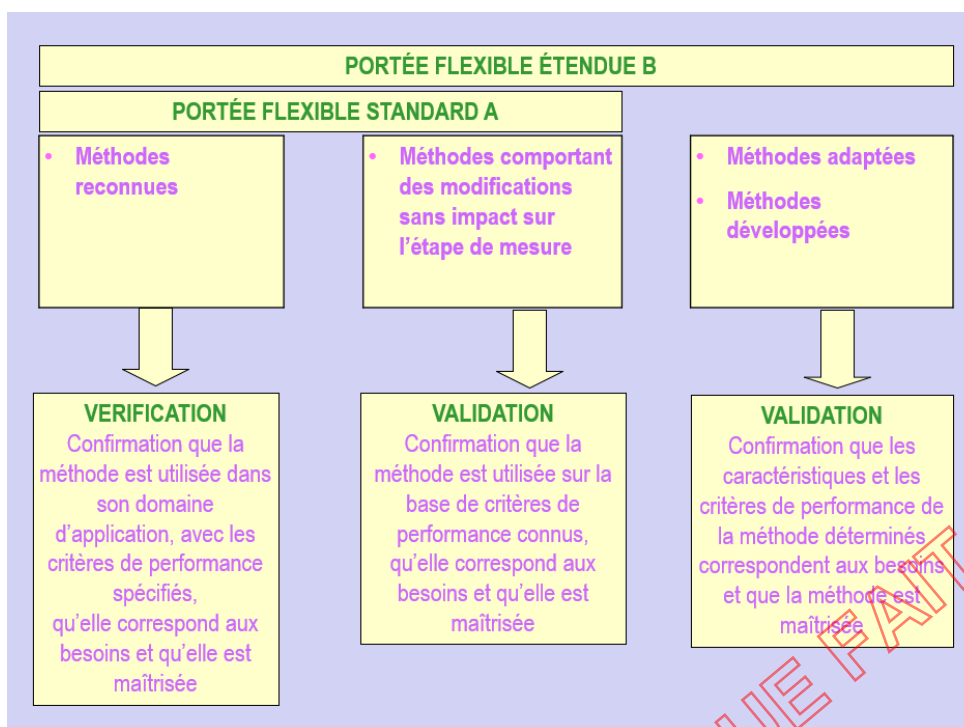 PORTÉE FLEXIBLE ÉTENDUE B
PORTÉE FLEXIBLE STANDARD A
• Méthodes
reconnues
• Méthodes comportant
des modifications
sans impact sur
l'étape de mesure
• Méthodes adaptées
• Méthodes
développées
VERIFICATION
Confirmation que la
méthode est utilisée dans
son domaine
d'application, avec les
critères de performance
spécifiés,
qu'elle correspond aux
besoins et qu'elle est
maîtrisée
VALIDATION
Confirmation que la
méthode est utilisée sur la
base de critères de
performance connus,
qu'elle correspond aux
besoins et qu'elle est
maîtrisée
VALIDATION
Confirmation que les
caractéristiques et les
critères de performance de
la méthode déterminés
correspondent aux besoins
et que la méthode est
maîtrisée
UE FAIT